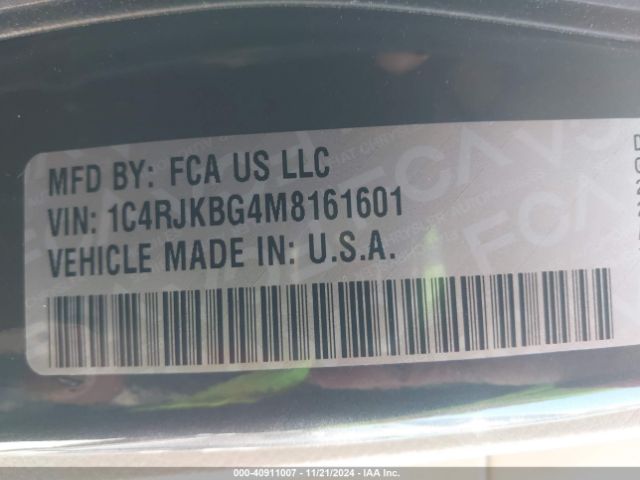 MFD BY: FCA US LLC
VIN: 1C4RJKBG4M8161601
VEHICLE MADE IN: U.S.A.
000-40911007 - 11/21/2024 - IAA Inc.